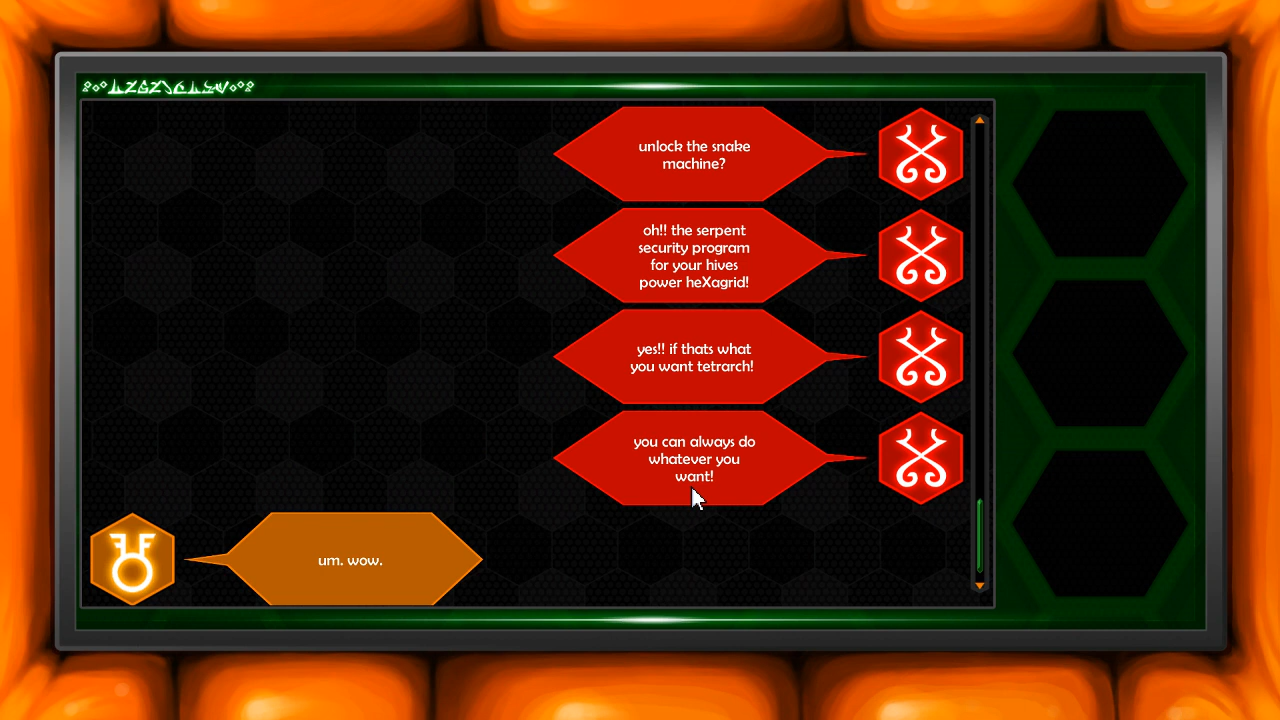 unlock the snake
machine?
oh!! the serpent
security program
for your hives
power heXagrid!
yes!! if thats what
you want tetrarch!
you can always do
whatever you
want!
um. wow.